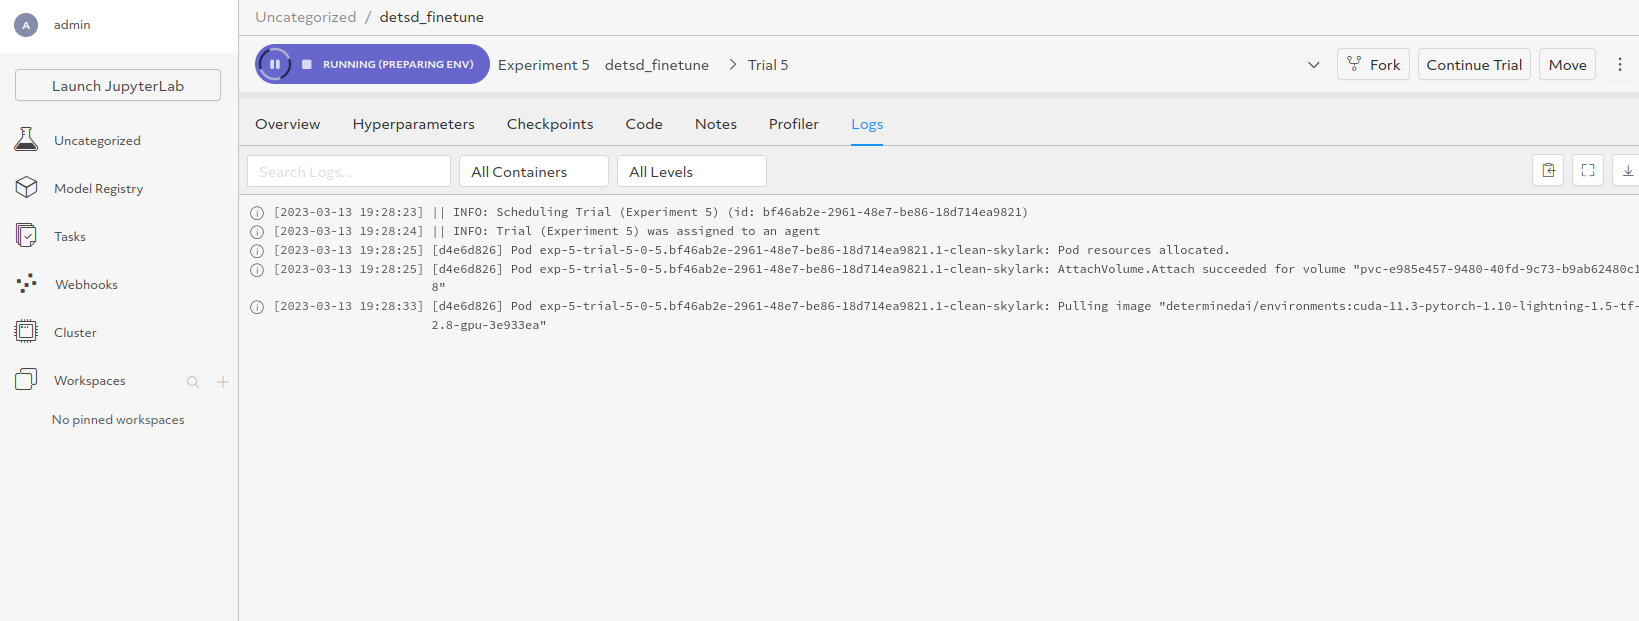 A admin
Uncategorized / detsd_finetune
RUNNING (PREPARING ENV) Experiment 5 detsd_finetune > Trial 5 Fork Continue Trial Move
Launch JupyterLab
Overview Hyperparameters Checkpoints Code Notes Profiler Logs
Uncategorized
Model Registry
Tasks
Webhooks
Cluster
Workspaces
No pinned workspaces
Search Logs... All Containers All Levels
[2023-03-13 19:28:23] || INFO: Scheduling Trial (Experiment 5) (id: bf46ab2e-2961-48e7-be86-18d714ea9821)
[2023-03-13 19:28:24] || INFO: Trial (Experiment 5) was assigned to an agent
[2023-03-13 19:28:25] [d4e6d826] Pod exp-5-trial-5-0-5.bf46ab2e-2961-48e7-be86-18d714ea9821.1-clean-skylark: Pod resources allocated.
[2023-03-13 19:28:25] [d4e6d826] Pod exp-5-trial-5-0-5.bf46ab2e-2961-48e7-be86-18d714ea9821.1-clean-skylark: AttachVolume.Attach succeeded for volume "pvc-e985e457-9480-40fd-9c73-b9ab62480c1
8"
[2023-03-13 19:28:33] [d4e6d826] Pod exp-5-trial-5-0-5.bf46ab2e-2961-48e7-be86-18d714ea9821.1-clean-skylark: Pulling image "determinedai/environments:cuda-11.3-pytorch-1.10-lightning-1.5-tf-
2.8-gpu-3e933ea"